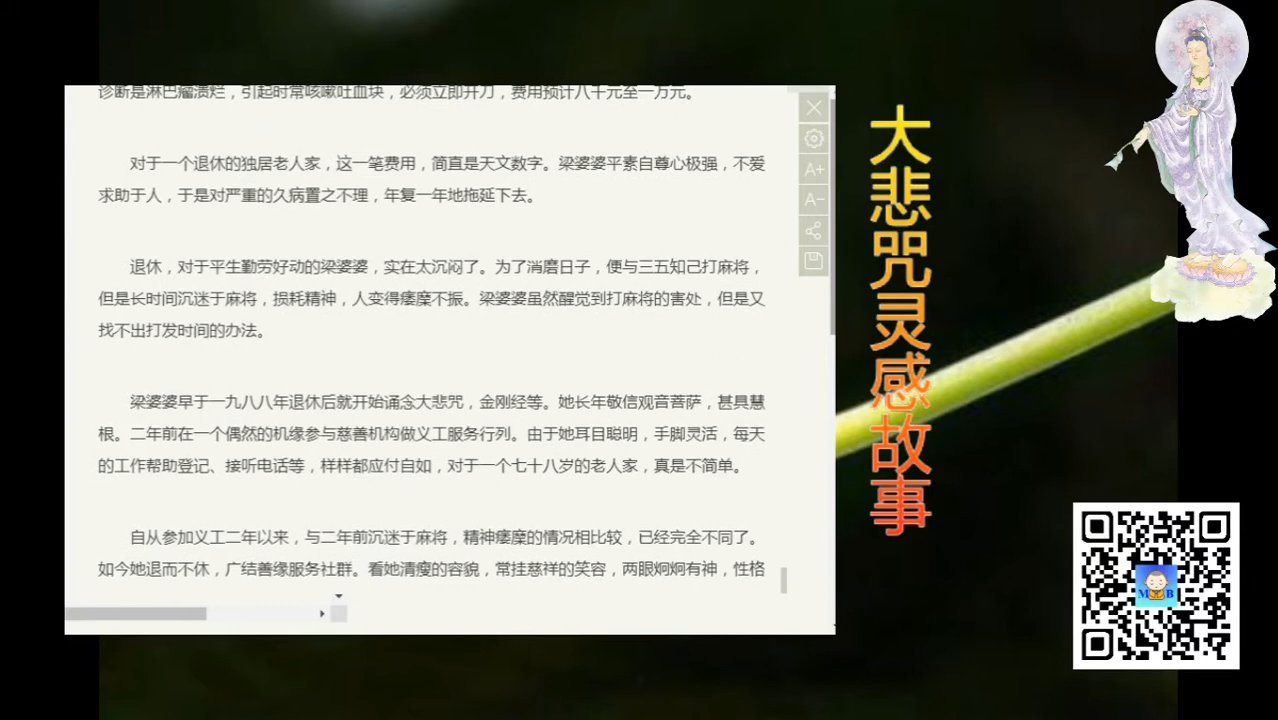 诊断是淋巴瘤溃烂，引起时常咳嗽吐血块，必须立即开刀，费用预计八千元至一万元。
对于一个退休的独居老人家，这一笔费用，简直是天文数字。梁婆婆平素自尊心极强，不爱
求助于人，于是对严重的久病置之不理，年复一年地拖延下去。
退休，对于平生勤劳好动的梁婆婆，实在太沉闷了。为了消磨日子，便与三五知己打麻将，
但是长时间沉迷于麻将，损耗精神，人变得痿糜不振。梁婆婆虽然醒觉到打麻将的害处，但是又
找不出打发时间的办法。
梁婆婆早于一九八八年退休后就开始诵念大悲咒，金刚经等。她长年敬信观音菩萨，甚具慧
根。二年前在一个偶然的机缘参与慈善机构做义工服务行列。由于她耳目聪明，手脚灵活，每天
的工作帮助登记、接听电话等，样样都应付自如，对于一个七十八岁的老人家，真是不简单。
自从参加义工二年以来，与二年前沉迷于麻将，精神痿糜的情况相比较，已经完全不同了。
如今她退而不休，广结善缘服务社群。看她清瘦的容貌，常挂慈祥的笑容，两眼炯炯有神，性格
A+
A-
大悲咒灵感故事
M B